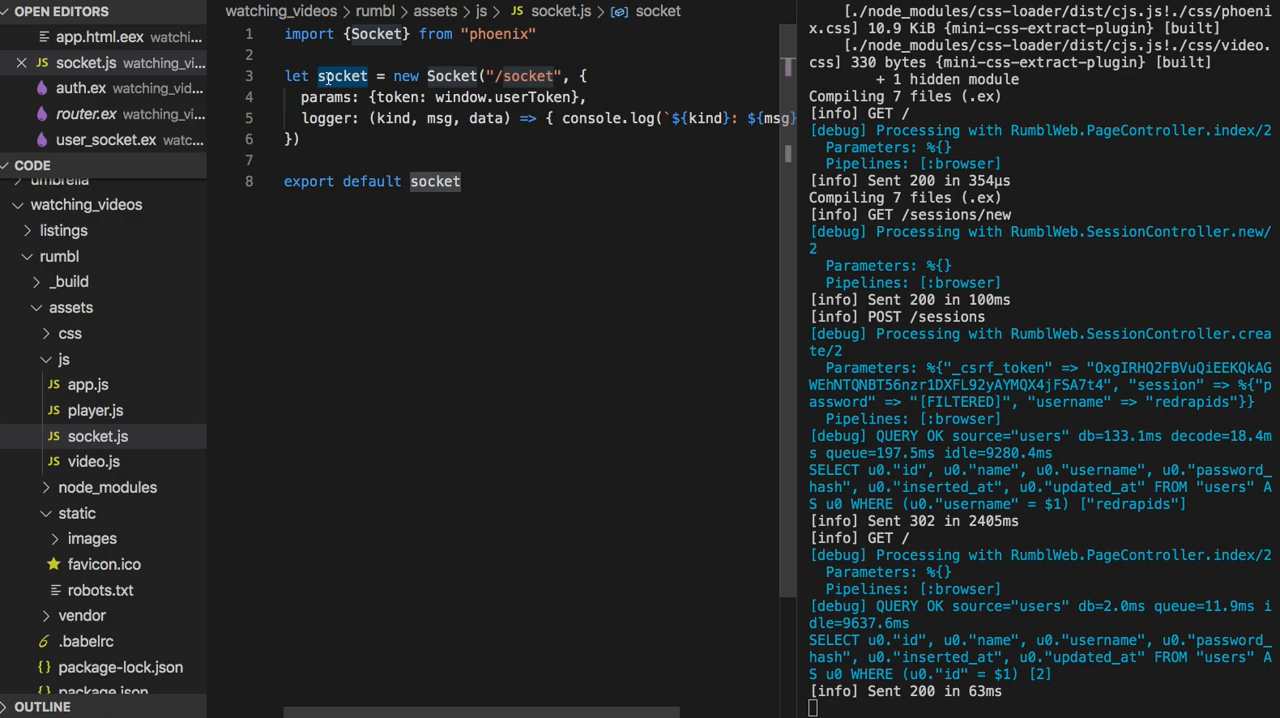 OPEN EDITORS
app.html.eex watchi...
socket.js watching_vi...
auth.ex watching_vid...
router.ex watching_vi...
user_socket.ex watc...
CODE
umbrella
watching_videos
listings
rumbl
_build
assets
css
js
JS app.js
JS player.js
JS socket.js
JS video.js
node_modules
static
images
favicon.ico
robots.txt
vendor
.babelrc
package-lock.json
package.json
OUTLINE
watching_videos > rumbl > assets > js > JS socket.js > socket
1 import {Socket} from "phoenix"
2
3 let socket = new Socket("/socket", {
4 params: {token: window.userToken},
5 logger: (kind, msg, data) => { console.log(`${kind}: ${msg}
6 })
7
8 export default socket
[./node_modules/css-loader/dist/cjs.js!./css/phoeni
x.css] 10.9 KiB {mini-css-extract-plugin} [built]
[./node_modules/css-loader/dist/cjs.js!./css/video.
css] 330 bytes {mini-css-extract-plugin} [built]
+ 1 hidden module
Compiling 7 files (.ex)
[info] GET /
[debug] Processing with RumblWeb.PageController.index/2
Parameters: %{}
Pipelines: [:browser]
[info] Sent 200 in 354µs
Compiling 7 files (.ex)
[info] GET /sessions/new
[debug] Processing with RumblWeb.SessionController.new/
2
Parameters: %{}
Pipelines: [:browser]
[info] Sent 200 in 100ms
[info] POST /sessions
[debug] Processing with RumblWeb.SessionController.crea
te/2
Parameters: %{"_csrf_token" => "OxgIRHQ2FBVuQiEEKQkAG
WEhNTQNBT56nzr1DXFL92yAYMQX4jFSA7t4", "session" => %{"p
assword" => "[FILTERED]", "username" => "redrapids"}}
Pipelines: [:browser]
[debug] QUERY OK source="users" db=133.1ms decode=18.4m
s queue=197.5ms idle=9280.4ms
SELECT u0."id", u0."name", u0."username", u0."password_
hash", u0."inserted_at", u0."updated_at" FROM "users" A
S u0 WHERE (u0."username" = $1) ["redrapids"]
[info] Sent 302 in 2405ms
[info] GET /
[debug] Processing with RumblWeb.PageController.index/2
Parameters: %{}
Pipelines: [:browser]
[debug] QUERY OK source="users" db=2.0ms queue=11.9ms i
dle=9637.6ms
SELECT u0."id", u0."name", u0."username", u0."password_
hash", u0."inserted_at", u0."updated_at" FROM "users" A
S u0 WHERE (u0."id" = $1) [2]
[info] Sent 200 in 63ms